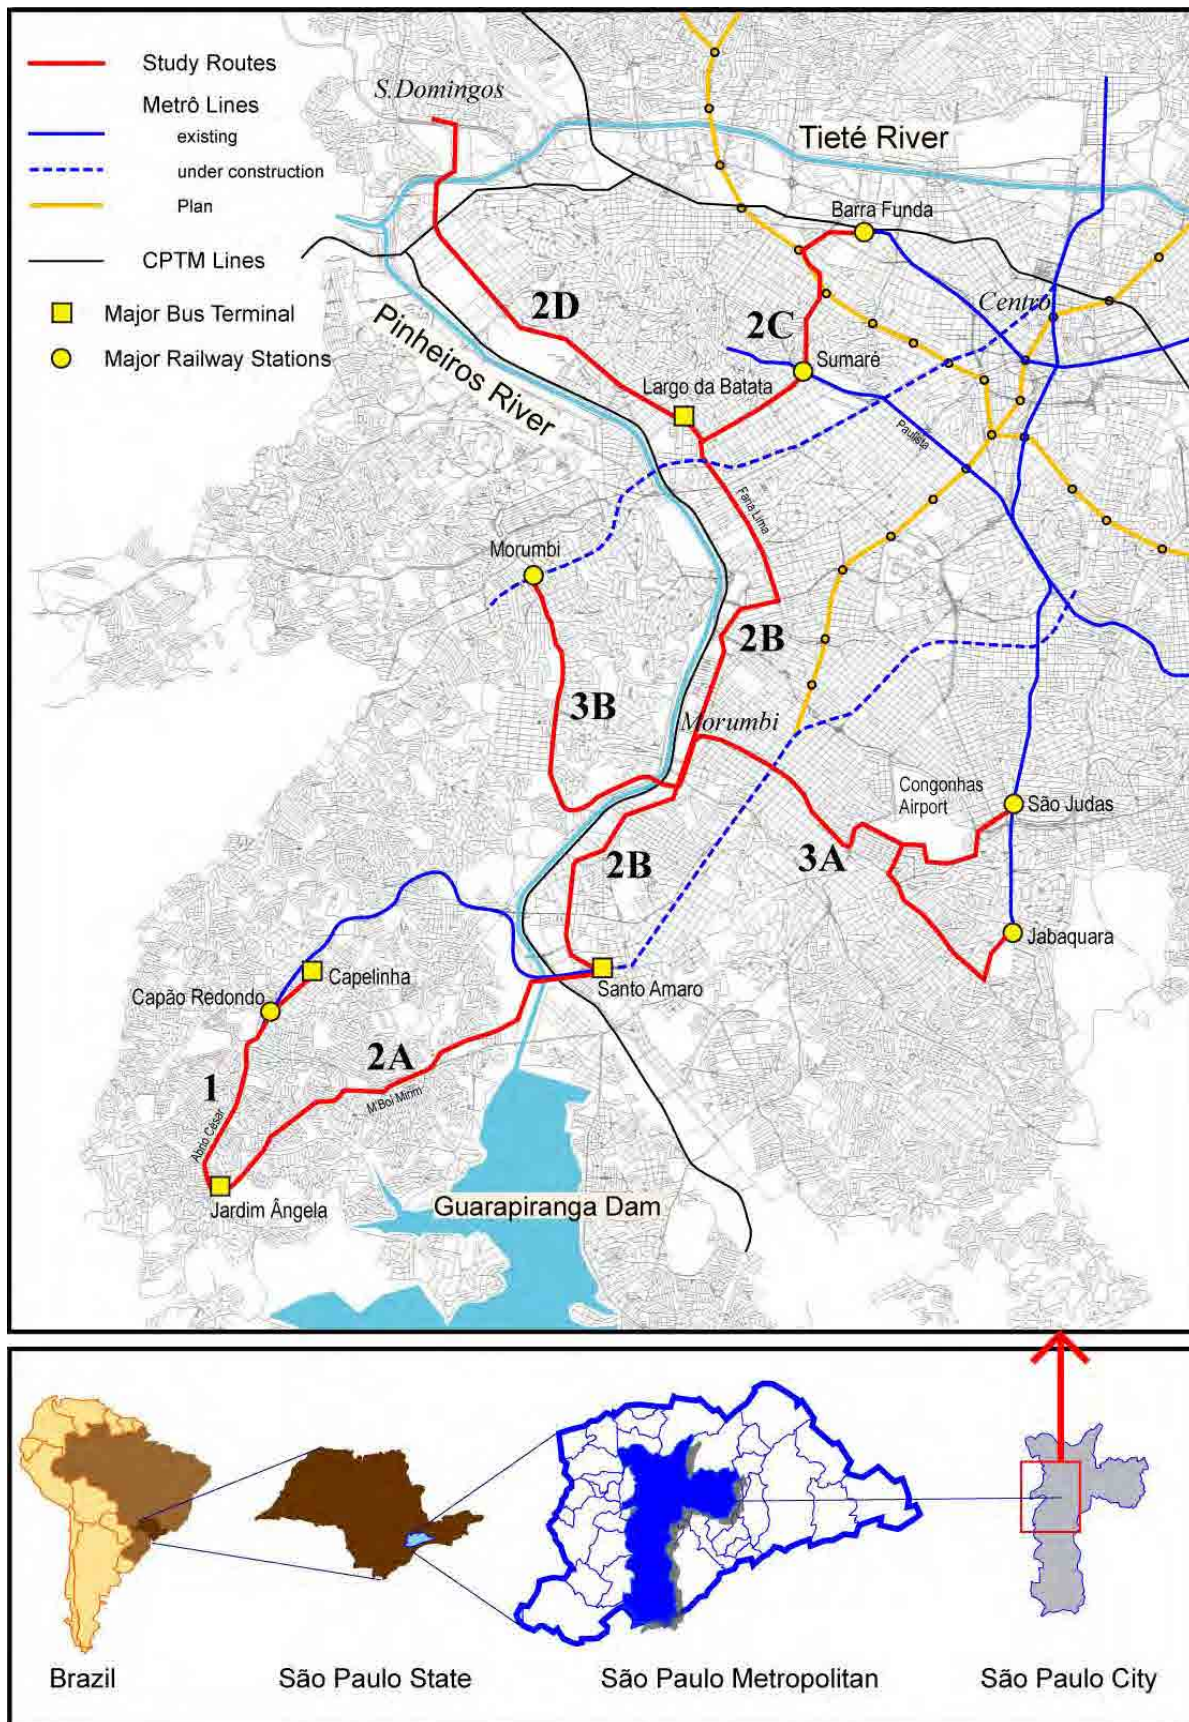 Study Routes
Metrô Lines
existing
under construction
Plan
CPTM Lines
Major Bus Terminal
Major Railway Stations
S.Domingos
Tieté River
Barra Funda
2D
2C
Centro
Pinheiros River
Sumaré
Largo da Batata
Paulista
Faria Lima
Morumbi
2B
3B
Morumbi
Congonhas
Airport
São Judas
3A
2B
Jabaquara
Capelinha
Capão Redondo
Santo Amaro
2A
1
M'Boi Mirim
Abrio César
Jardim Ângela
Guarapiranga Dam
Brazil
São Paulo State
São Paulo Metropolitan
São Paulo City